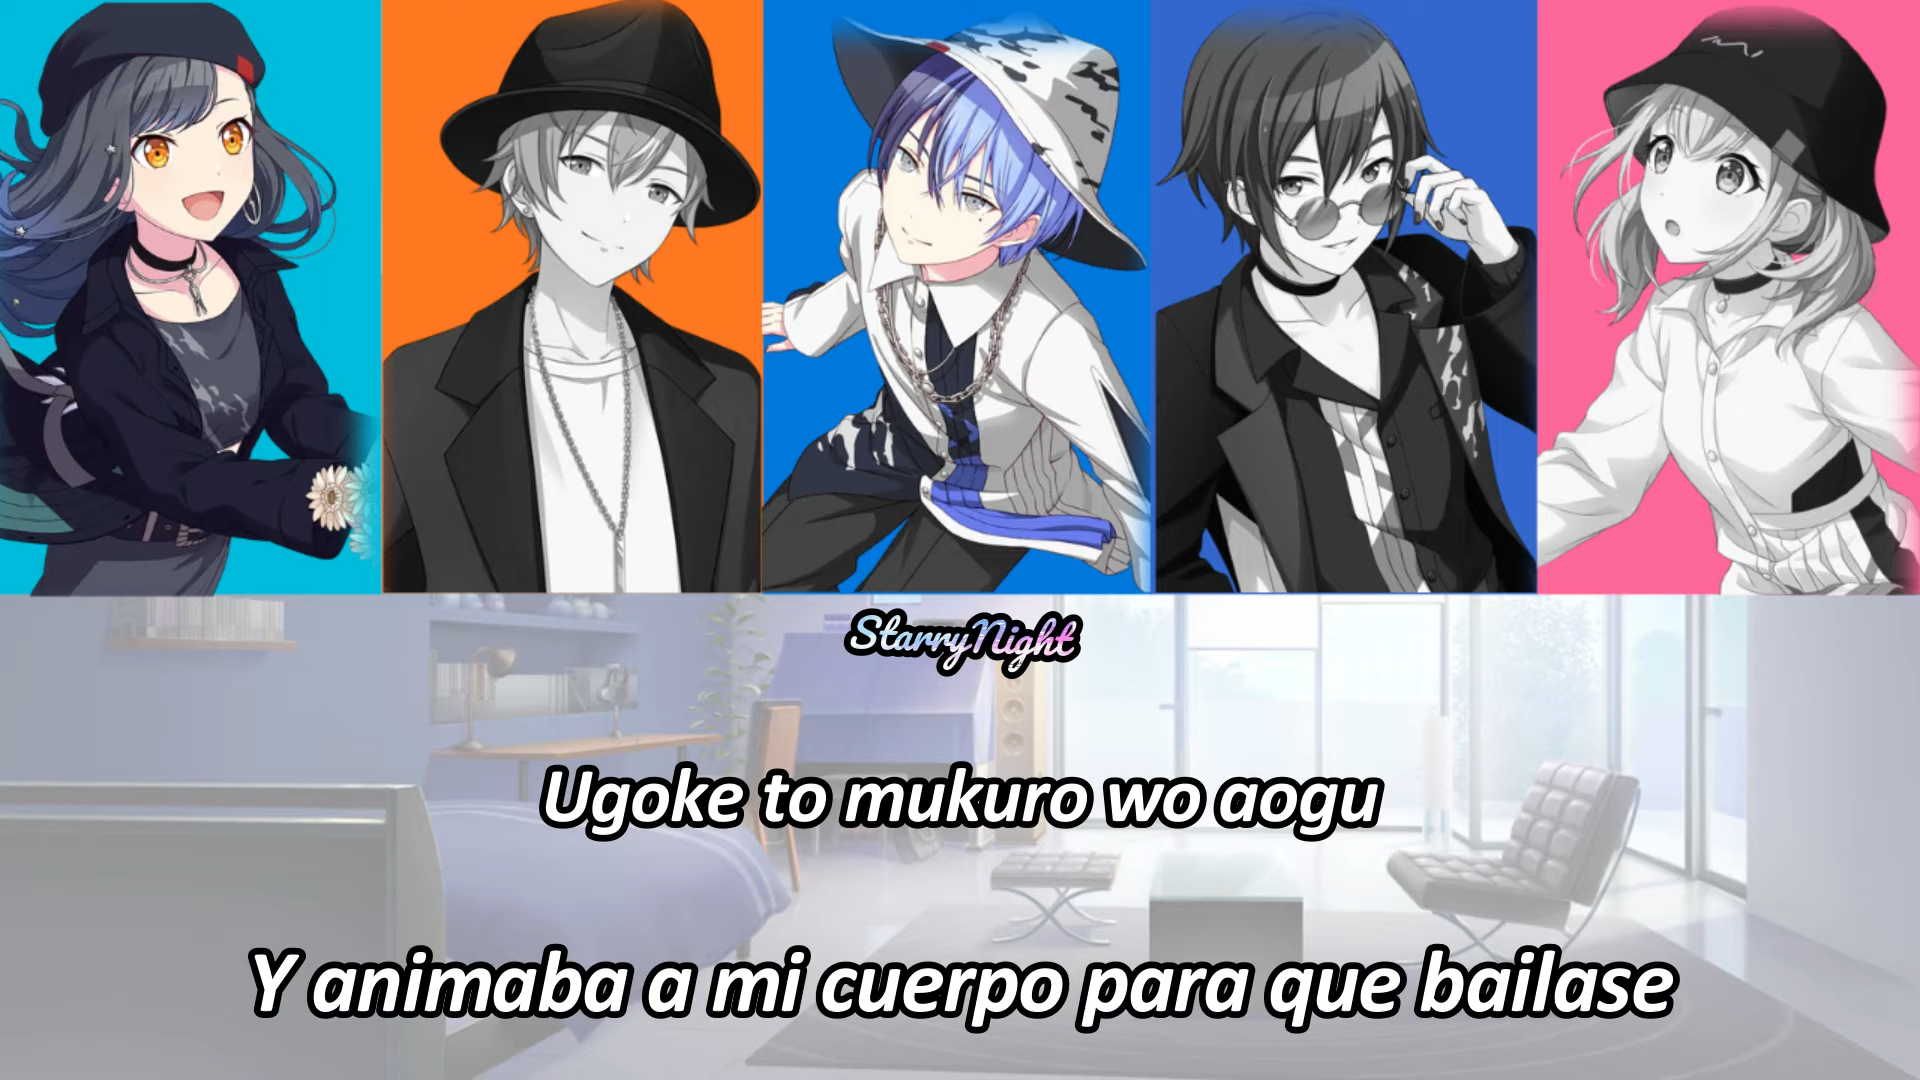 StarryNight
Ugoke to mukuro wo aogu
Y animaba a mi cuerpo para que bailase